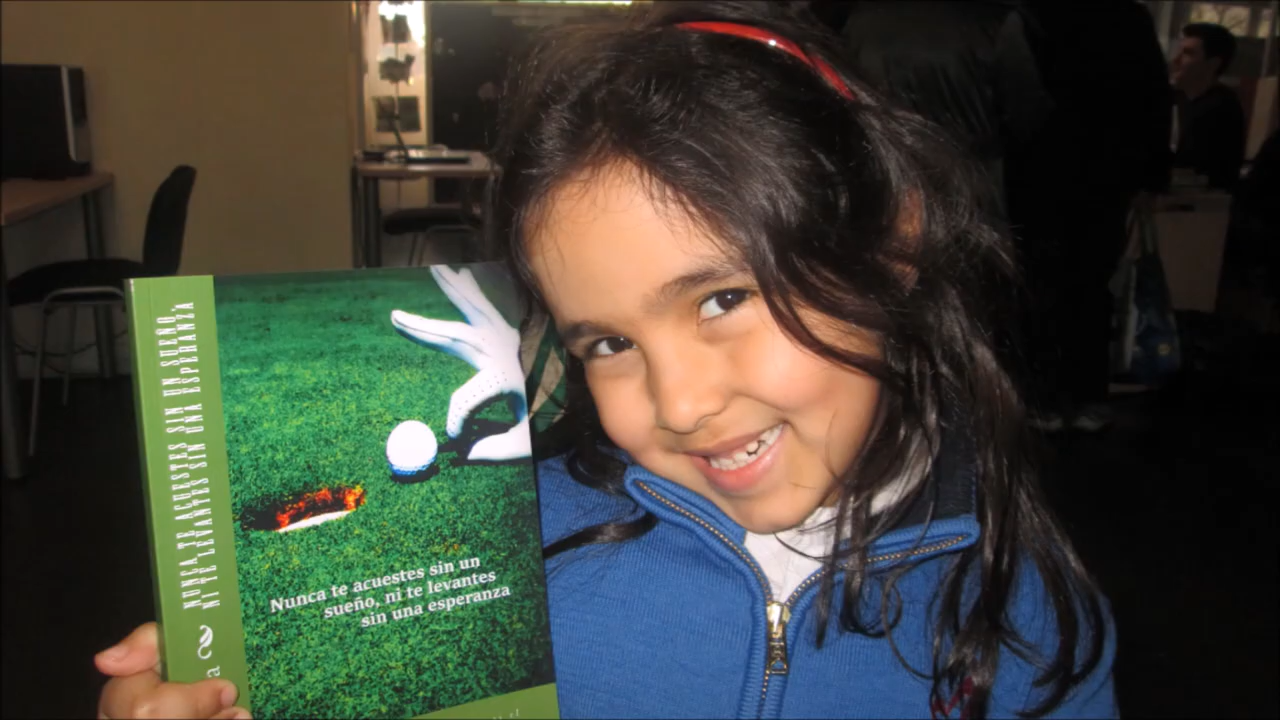 NUNCA TE ACUESTES SIN UN SUEÑO,
NI TE LEVANTES SIN UNA ESPERANZA
Nunca te acuestes sin un
sueño, ni te levantes
sin una esperanza